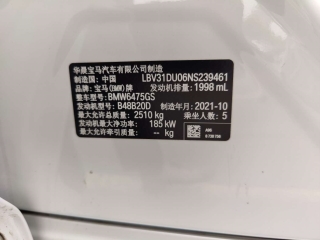 华晨宝马汽车有限公司制造
制造国：中国 LBV31DU06NS239461
品牌：宝马(BMW)牌 发动机排量：1998 mL
整车型号：BMW6475GS
发动机型号：B48B20D 制造年月：2021-10
最大允许总质量：2510 kg 乘坐人数：5
发动机最大净功率：185 kW
最大允许牵引质量：- kg